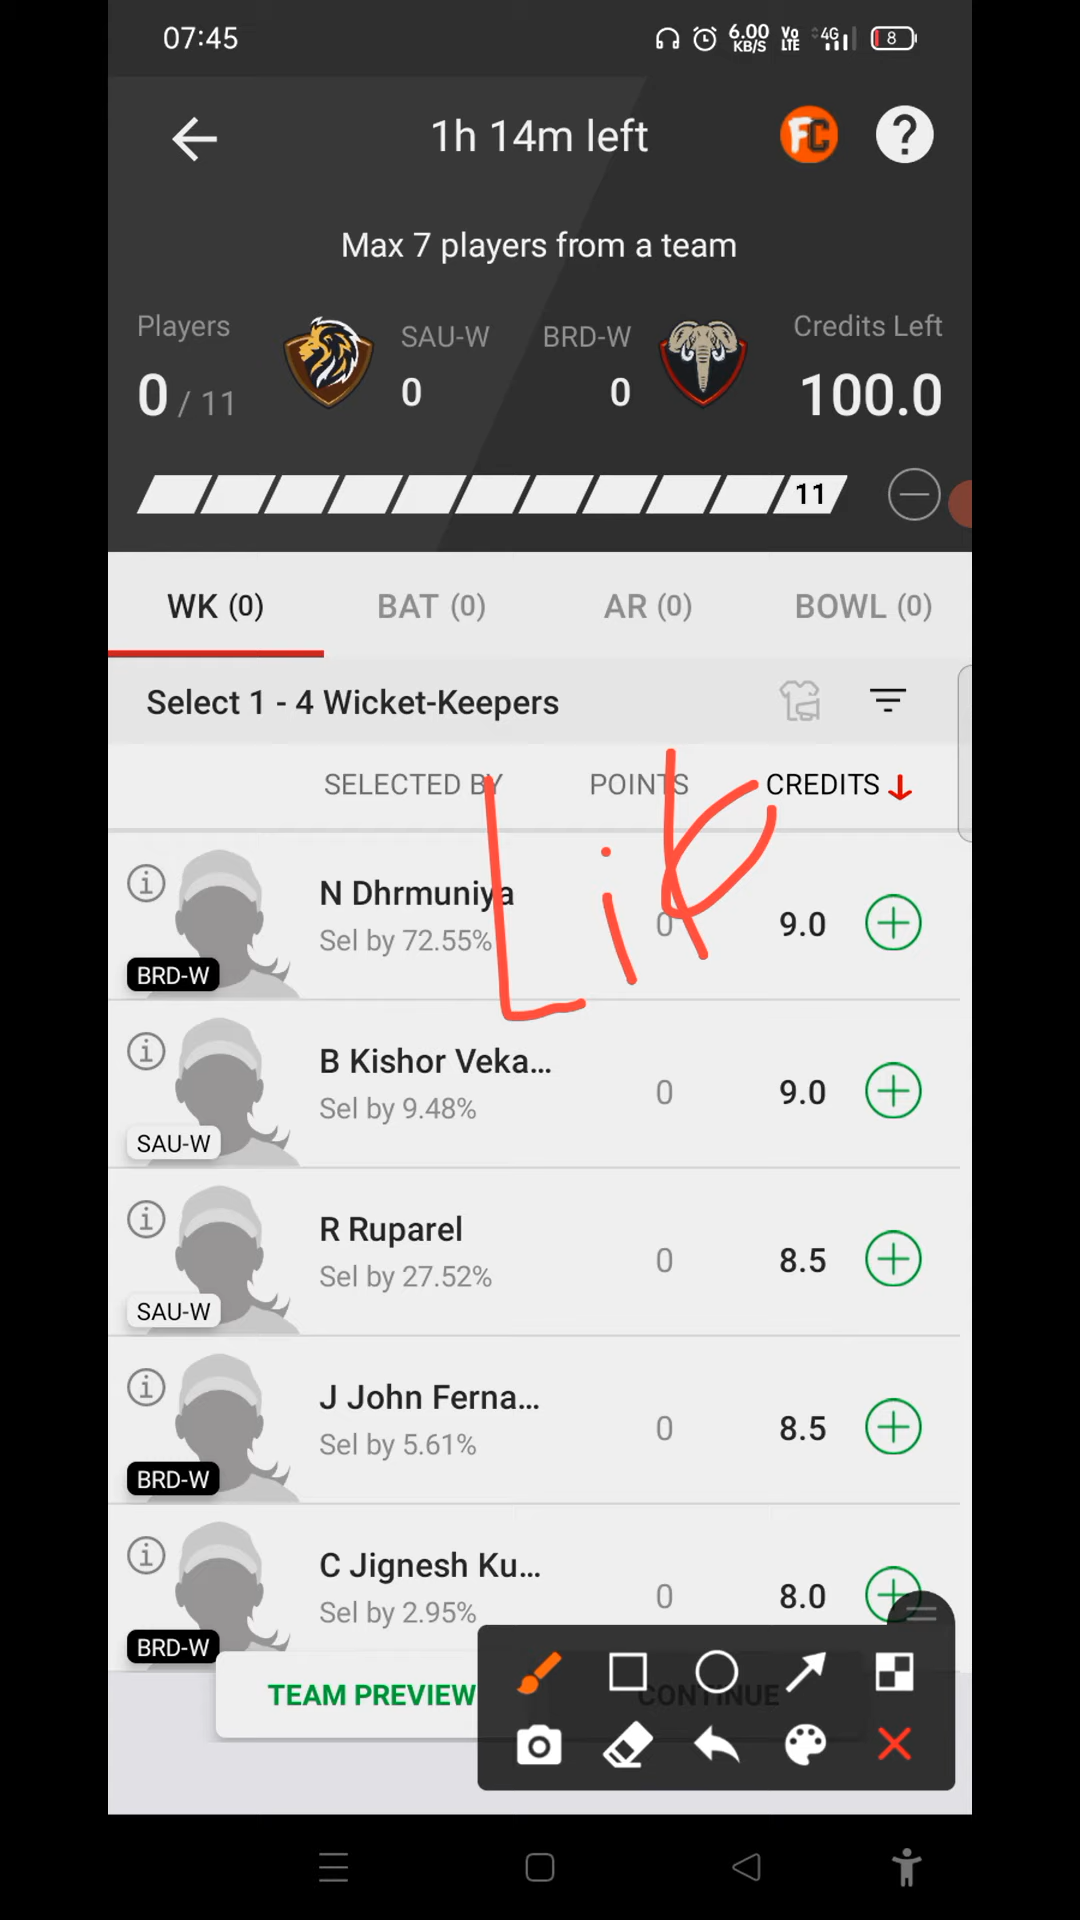 07:45 6.00 KB/S Vo LTE 4G 8
1h 14m left FC ?
Max 7 players from a team
Players SAU-W BRD-W Credits Left
0 / 11 0 0 100.0
11
WK (0) BAT (0) AR (0) BOWL (0)
Select 1 - 4 Wicket-Keepers
SELECTED BY POINTS CREDITS
Lik
N Dhrmuniya
Sel by 72.55% 0 9.0
BRD-W
B Kishor Veka...
Sel by 9.48% 0 9.0
SAU-W
R Ruparel
Sel by 27.52% 0 8.5
SAU-W
J John Ferna...
Sel by 5.61% 0 8.5
BRD-W
C Jignesh Ku...
Sel by 2.95% 0 8.0
BRD-W
TEAM PREVIEW CONTINUE